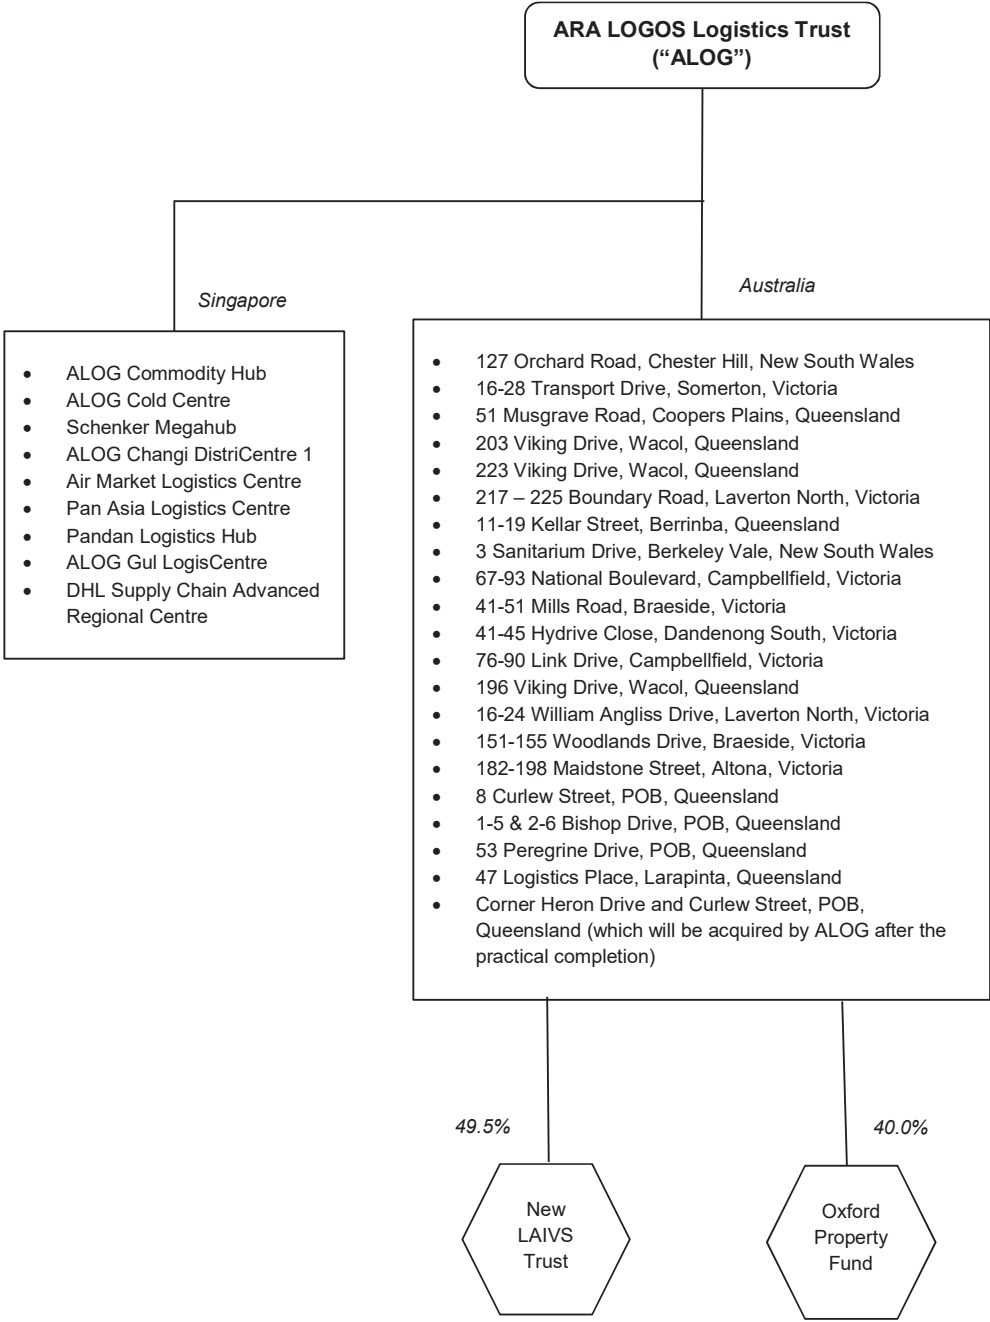 ARA LOGOS Logistics Trust
(“ALOG”)
Singapore
Australia
• ALOG Commodity Hub
• ALOG Cold Centre
• Schenker Megahub
• ALOG Changi DistriCentre 1
• Air Market Logistics Centre
• Pan Asia Logistics Centre
• Pandan Logistics Hub
• ALOG Gul LogisCentre
• DHL Supply Chain Advanced
Regional Centre
• 127 Orchard Road, Chester Hill, New South Wales
• 16-28 Transport Drive, Somerton, Victoria
• 51 Musgrave Road, Coopers Plains, Queensland
• 203 Viking Drive, Wacol, Queensland
• 223 Viking Drive, Wacol, Queensland
• 217 – 225 Boundary Road, Laverton North, Victoria
• 11-19 Kellar Street, Berrinba, Queensland
• 3 Sanitarium Drive, Berkeley Vale, New South Wales
• 67-93 National Boulevard, Campbellfield, Victoria
• 41-51 Mills Road, Braeside, Victoria
• 41-45 Hydrive Close, Dandenong South, Victoria
• 76-90 Link Drive, Campbellfield, Victoria
• 196 Viking Drive, Wacol, Queensland
• 16-24 William Angliss Drive, Laverton North, Victoria
• 151-155 Woodlands Drive, Braeside, Victoria
• 182-198 Maidstone Street, Altona, Victoria
• 8 Curlew Street, POB, Queensland
• 1-5 & 2-6 Bishop Drive, POB, Queensland
• 53 Peregrine Drive, POB, Queensland
• 47 Logistics Place, Larapinta, Queensland
• Corner Heron Drive and Curlew Street, POB,
Queensland (which will be acquired by ALOG after the
practical completion)
49.5%
40.0%
New
LAIVS
Trust
Oxford
Property
Fund